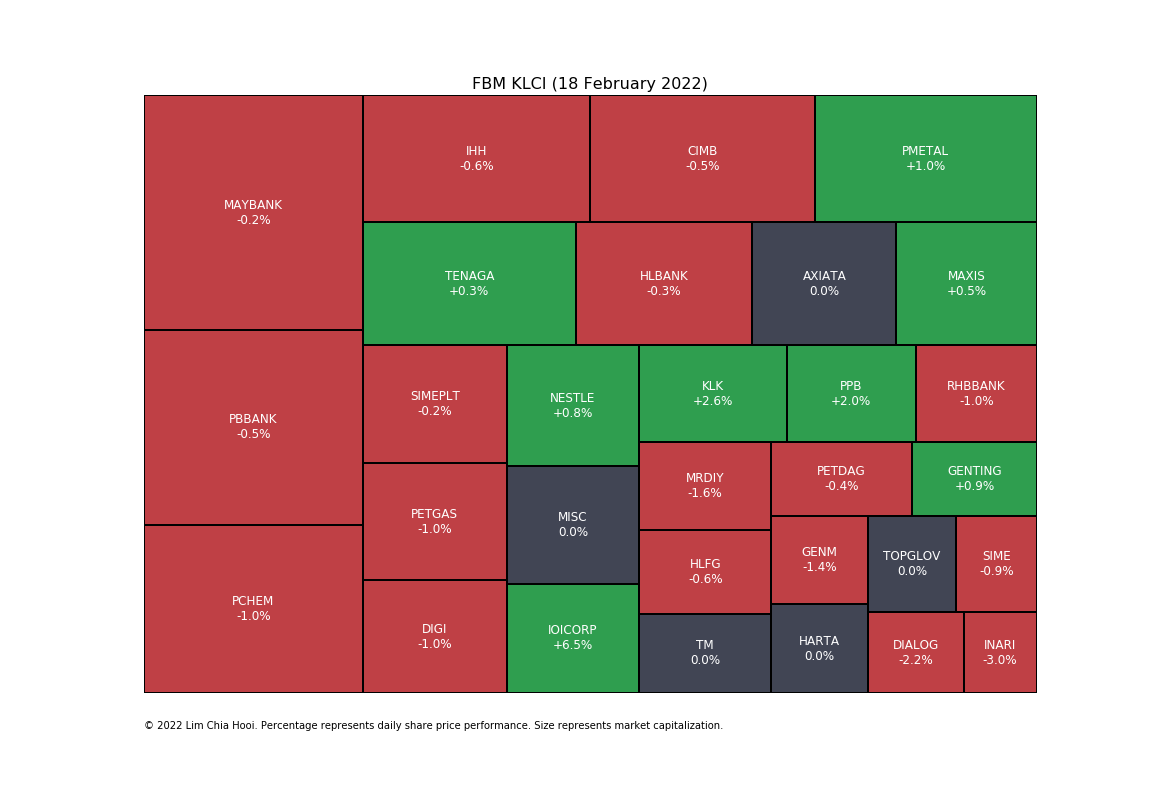 FBM KLCI (18 February 2022)
MAYBANK
-0.2%
PBBANK
-0.5%
PCHEM
-1.0%
IHH
-0.6%
CIMB
-0.5%
PMETAL
+1.0%
TENAGA
+0.3%
HLBANK
-0.3%
AXIATA
0.0%
MAXIS
+0.5%
SIMEPLT
-0.2%
PETGAS
-1.0%
DIGI
-1.0%
NESTLE
+0.8%
MISC
0.0%
IOICORP
+6.5%
KLK
+2.6%
PPB
+2.0%
RHBBANK
-1.0%
MRDIY
-1.6%
HLFG
-0.6%
TM
0.0%
PETDAG
-0.4%
GENTING
+0.9%
GENM
-1.4%
HARTA
0.0%
TOPGLOV
0.0%
SIME
-0.9%
DIALOG
-2.2%
INARI
-3.0%
© 2022 Lim Chia Hooi. Percentage represents daily share price performance. Size represents market capitalization.